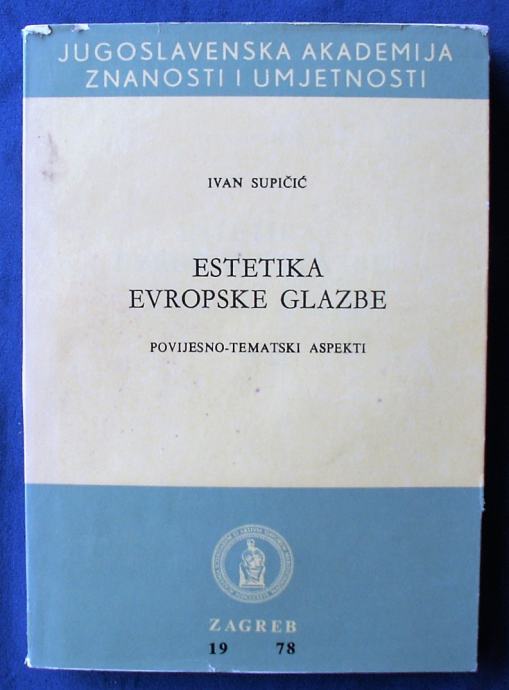 JUGOSLAVENSKA AKADEMIJA
ZNANOSTI I UMJETNOSTI
IVAN SUPIČIĆ
ESTETIKA
EVROPSKE GLAZBE
POVIJESNO-TEMATSKI ASPEKTI
ZAGREB
19 78